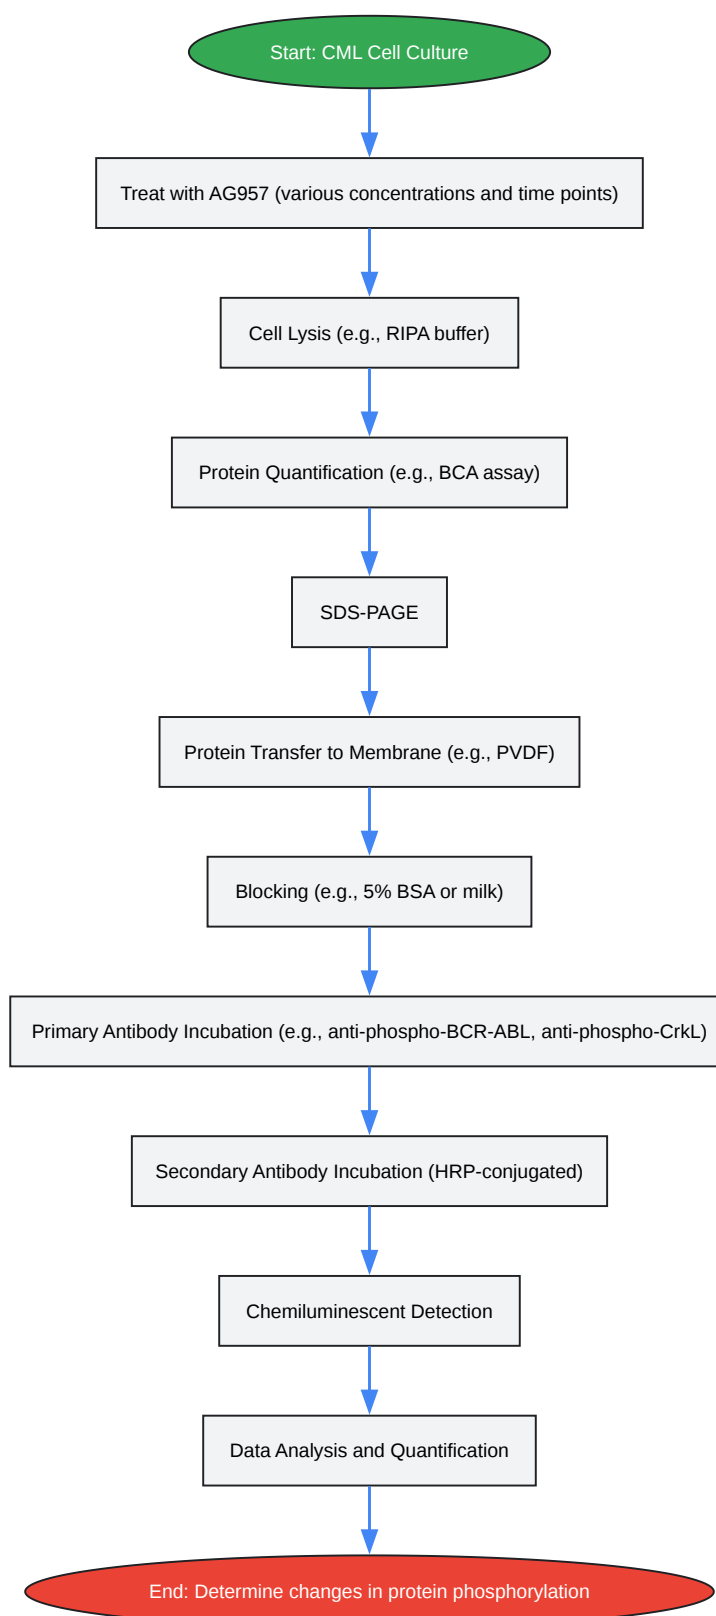 Start: CML Cell Culture
Treat with AG957 (various concentrations and time points)
Cell Lysis (e.g., RIPA buffer)
Protein Quantification (e.g., BCA assay)
SDS-PAGE
Protein Transfer to Membrane (e.g., PVDF)
Blocking (e.g., 5% BSA or milk)
Primary Antibody Incubation (e.g., anti-phospho-BCR-ABL, anti-phospho-CrkL)
Secondary Antibody Incubation (HRP-conjugated)
Chemiluminescent Detection
Data Analysis and Quantification
End: Determine changes in protein phosphorylation